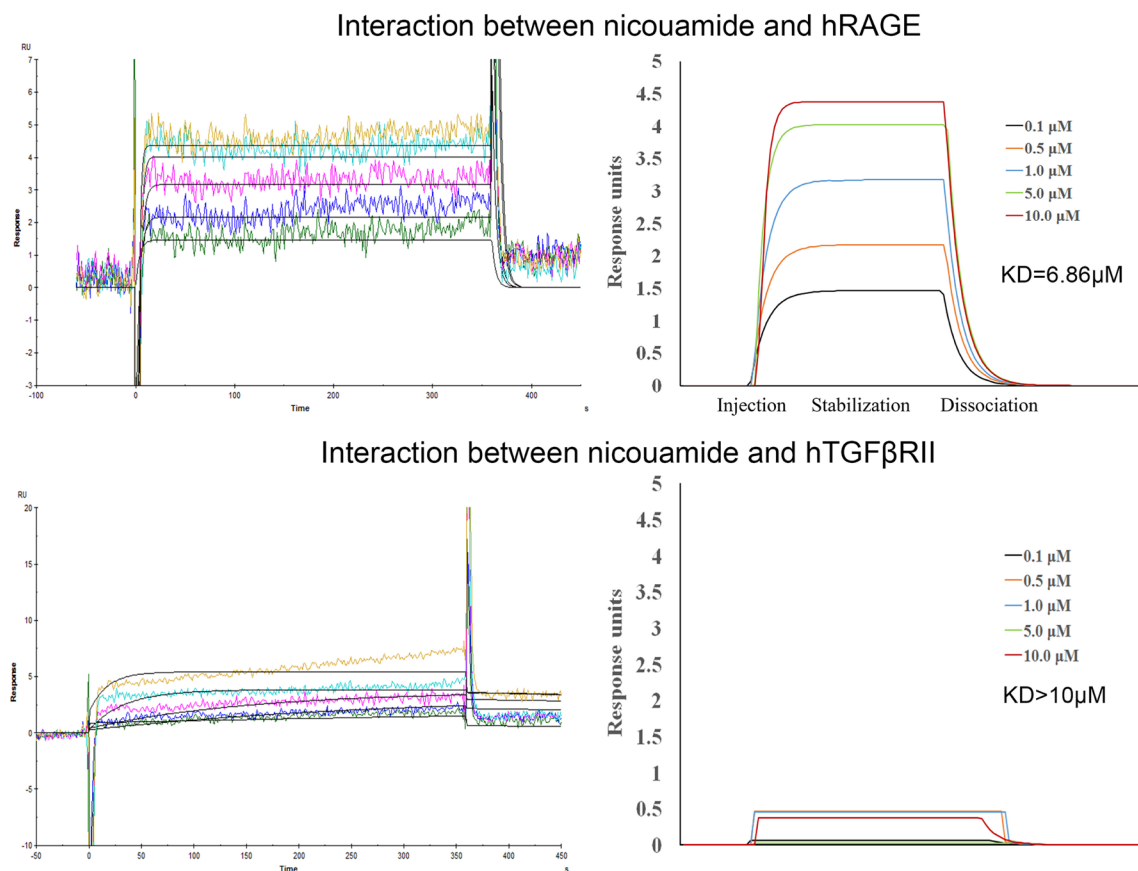 Interaction between nicouamide and hRAGE
RU
7
6
5
4
3
2
1
0
-1
-2
-3
Response
-100
0
100
200
300
400
Time
s
5
4.5
4
3.5
3
2.5
2
1.5
1
0.5
0
Response units
Injection
Stabilization
Dissociation
0.1 µM
0.5 µM
1.0 µM
5.0 µM
10.0 µM
KD=6.86µM
Interaction between nicouamide and hTGFβRII
RU
20
15
10
5
0
-5
-10
Response
-50
0
50
100
150
200
250
300
350
400
450
Time
s
5
4.5
4
3.5
3
2.5
2
1.5
1
0.5
0
Response units
0.1 µM
0.5 µM
1.0 µM
5.0 µM
10.0 µM
KD>10µM